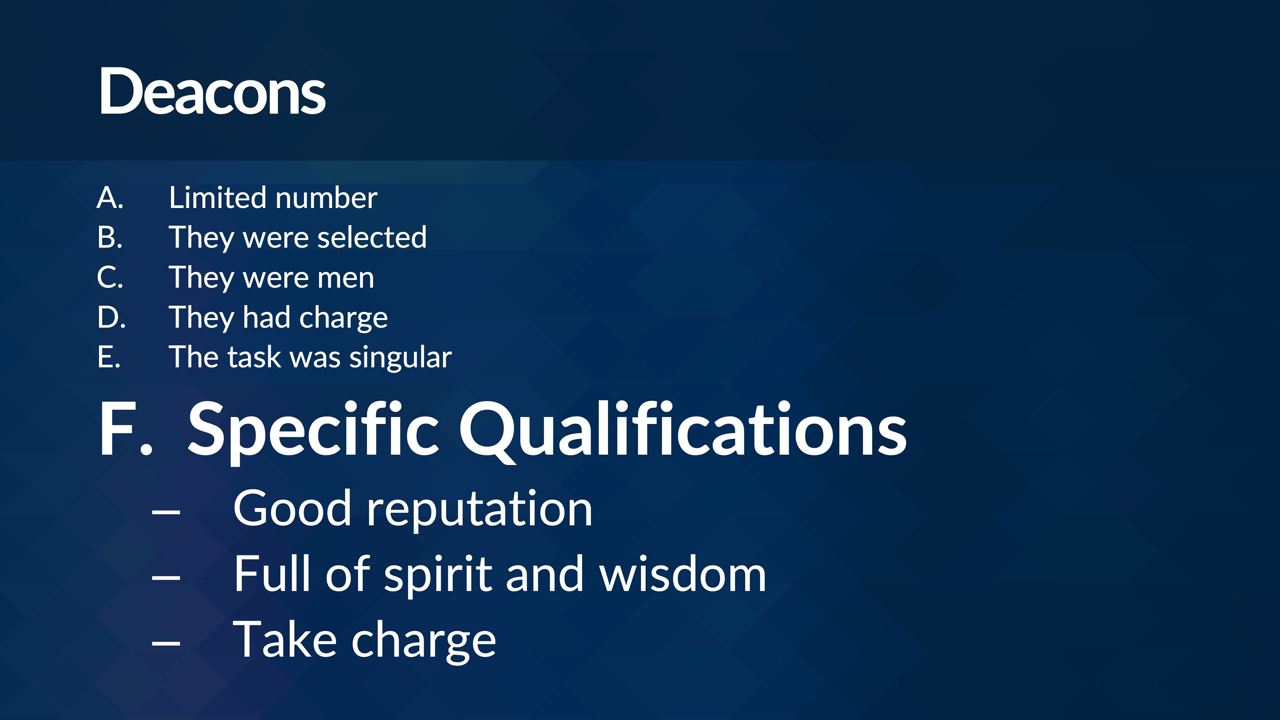 Deacons
A. Limited number
B. They were selected
C. They were men
D. They had charge
E. The task was singular
F. Specific Qualifications
– Good reputation
– Full of spirit and wisdom
– Take charge